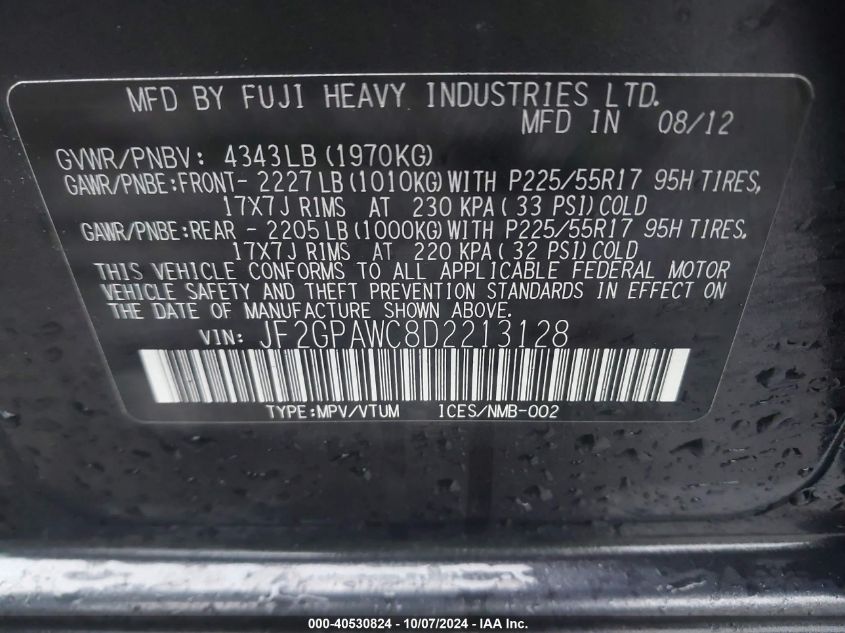 MFD BY FUJI HEAVY INDUSTRIES LTD.
MFD IN 08/12
GVWR/PNBV: 4343LB (1970KG)
GAWR/PNBE:FRONT- 2227 LB (1010KG) WITH P225/55R17 95H TIRES,
17X7J RIMS AT 230 KPA ( 33 PSI) COLD
GAWR/PNBE:REAR - 2205 LB (1000KG) WITH P225/55R17 95H TIRES,
17X7J RIMS AT 220 KPA ( 32 PSI) COLD
THIS VEHICLE CONFORMS TO ALL APPLICABLE FEDERAL MOTOR
VEHICLE SAFETY AND THEFT PREVENTION STANDARDS IN EFFECT ON
THE DATE OF MANUFACTURE SHOWN ABOVE.
VIN: JF2GPAWC8D2213128
TYPE:MPV/VTUM ICES/NMB-002
000-40530824 - 10/07/2024 - IAA Inc.